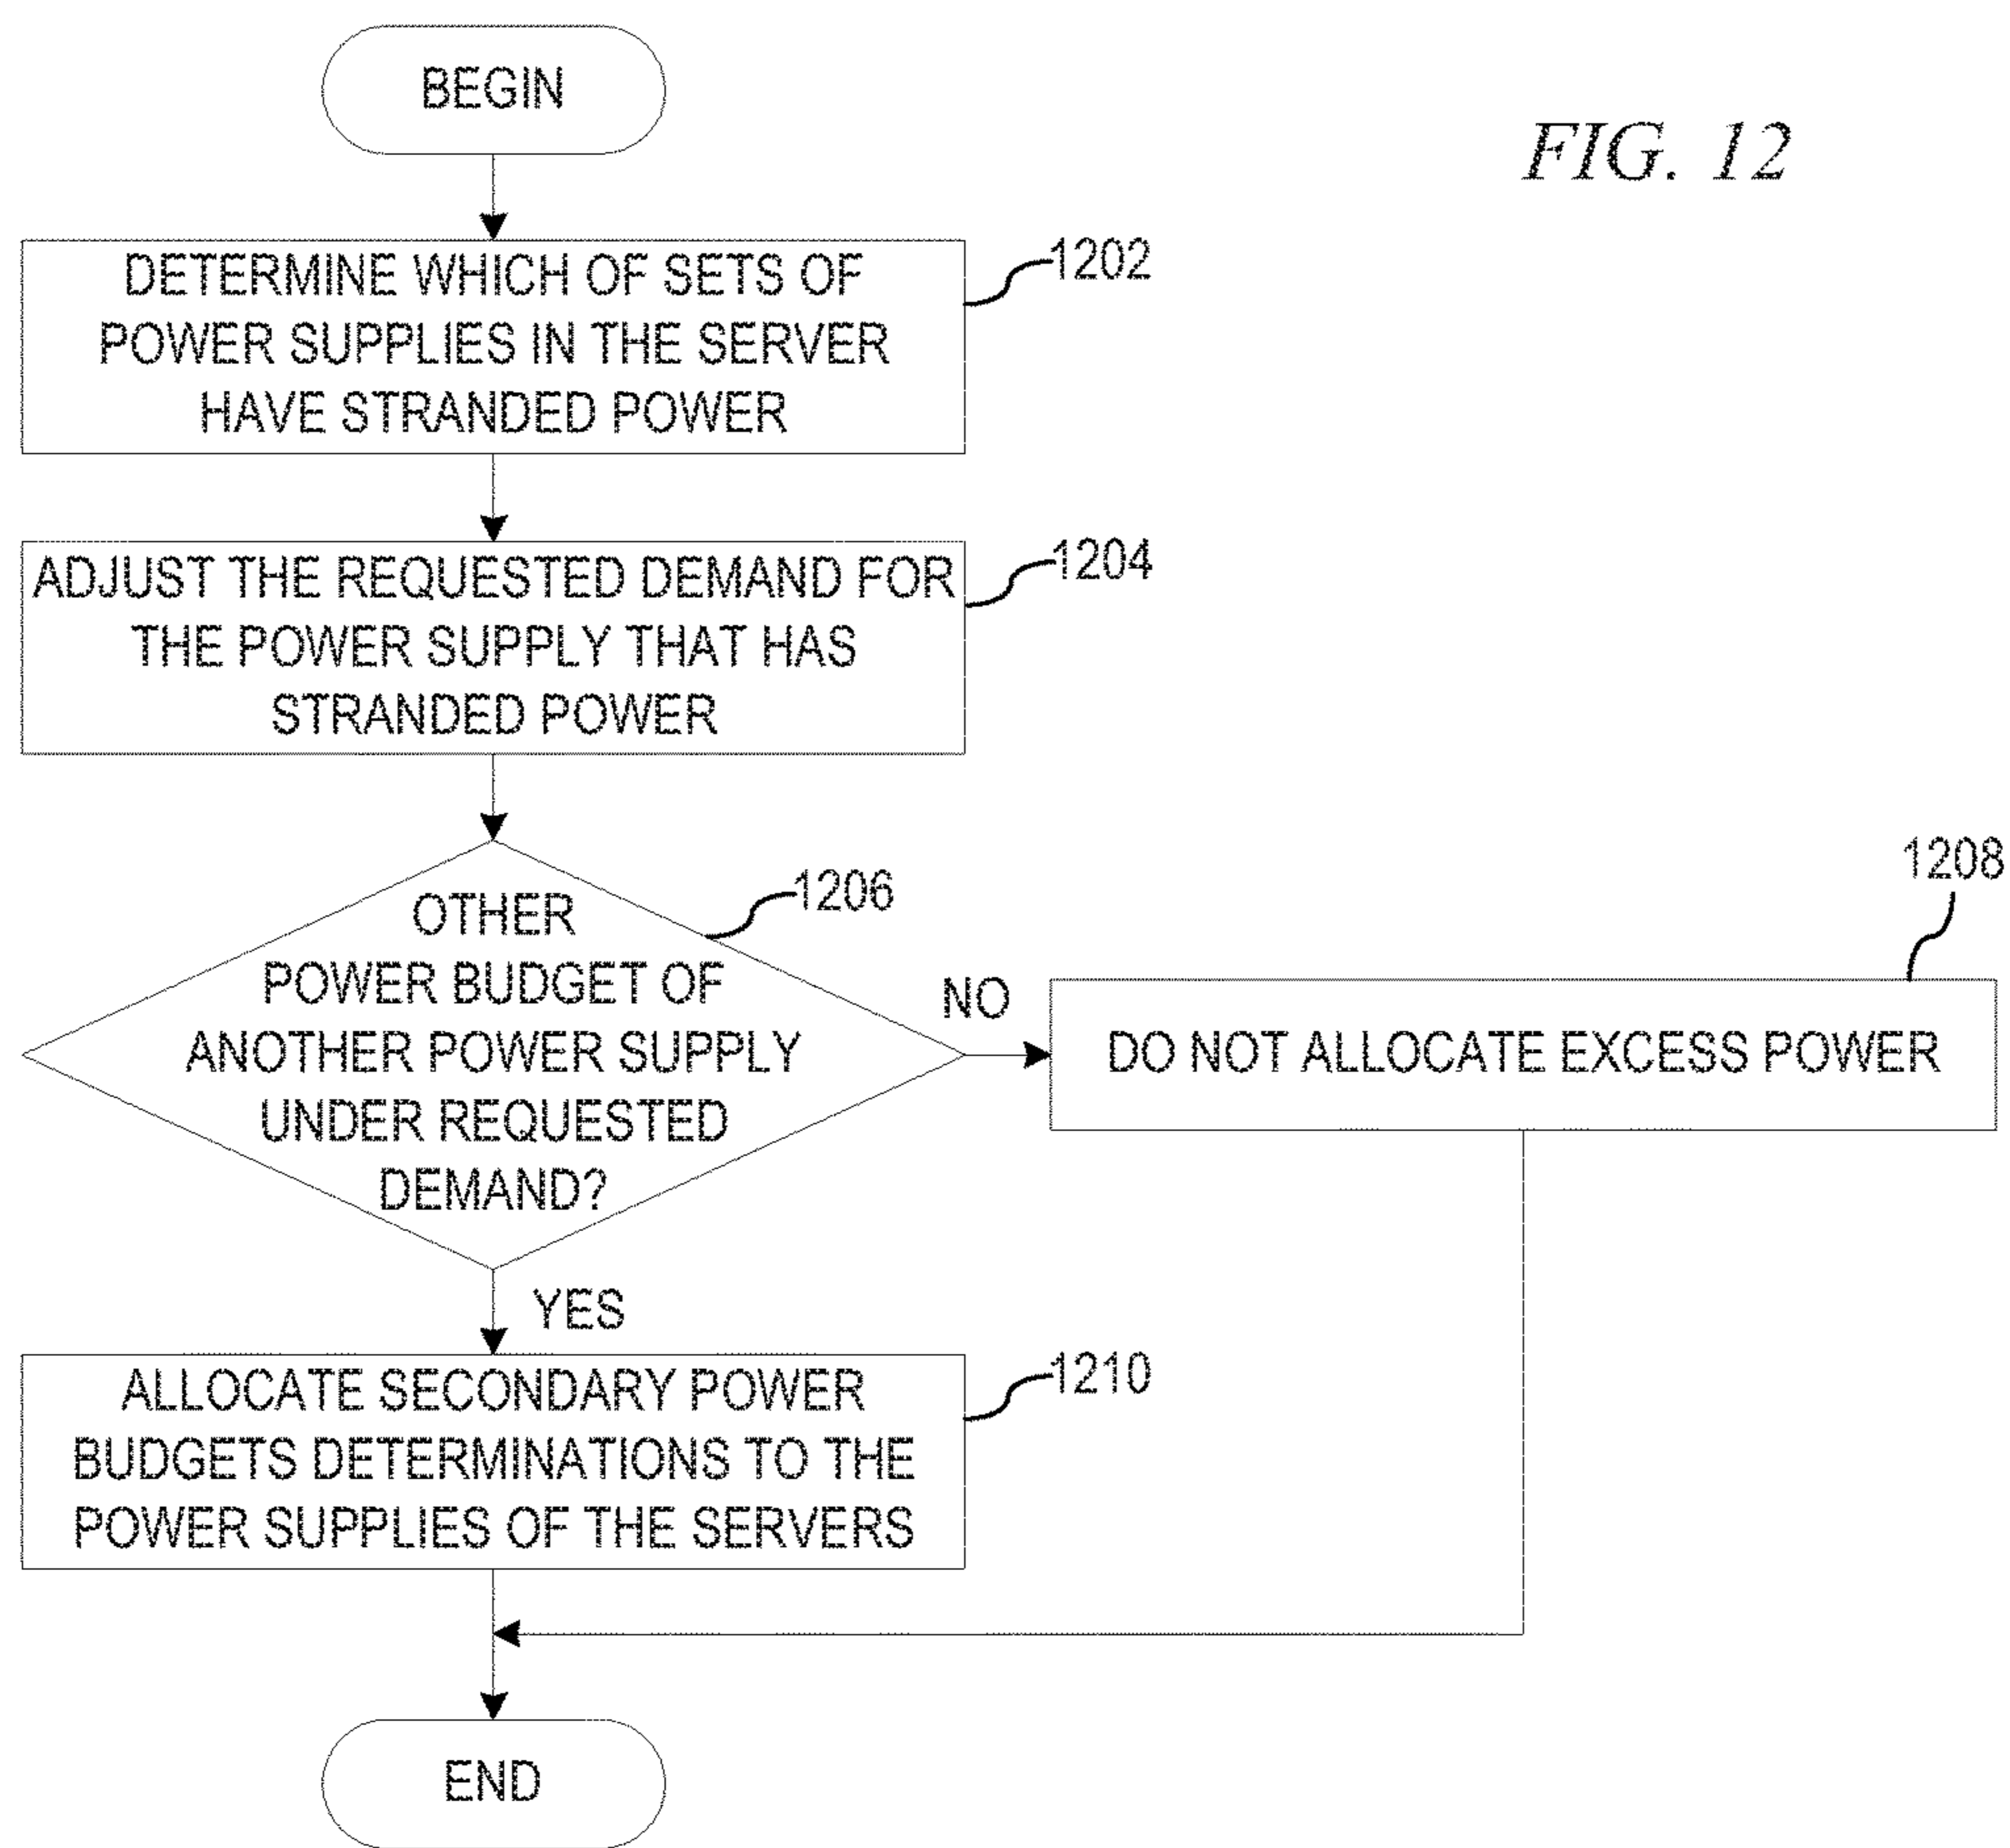 BEGIN
FIG. 12
DETERMINE WHICH OF SETS OF
POWER SUPPLIES IN THE SERVER
HAVE STRANDED POWER
1202
ADJUST THE REQUESTED DEMAND FOR
THE POWER SUPPLY THAT HAS
STRANDED POWER
1204
OTHER
POWER BUDGET OF
ANOTHER POWER SUPPLY
UNDER REQUESTED
DEMAND?
1206
NO
1208
DO NOT ALLOCATE EXCESS POWER
YES
ALLOCATE SECONDARY POWER
BUDGETS DETERMINATIONS TO THE
POWER SUPPLIES OF THE SERVERS
1210
END